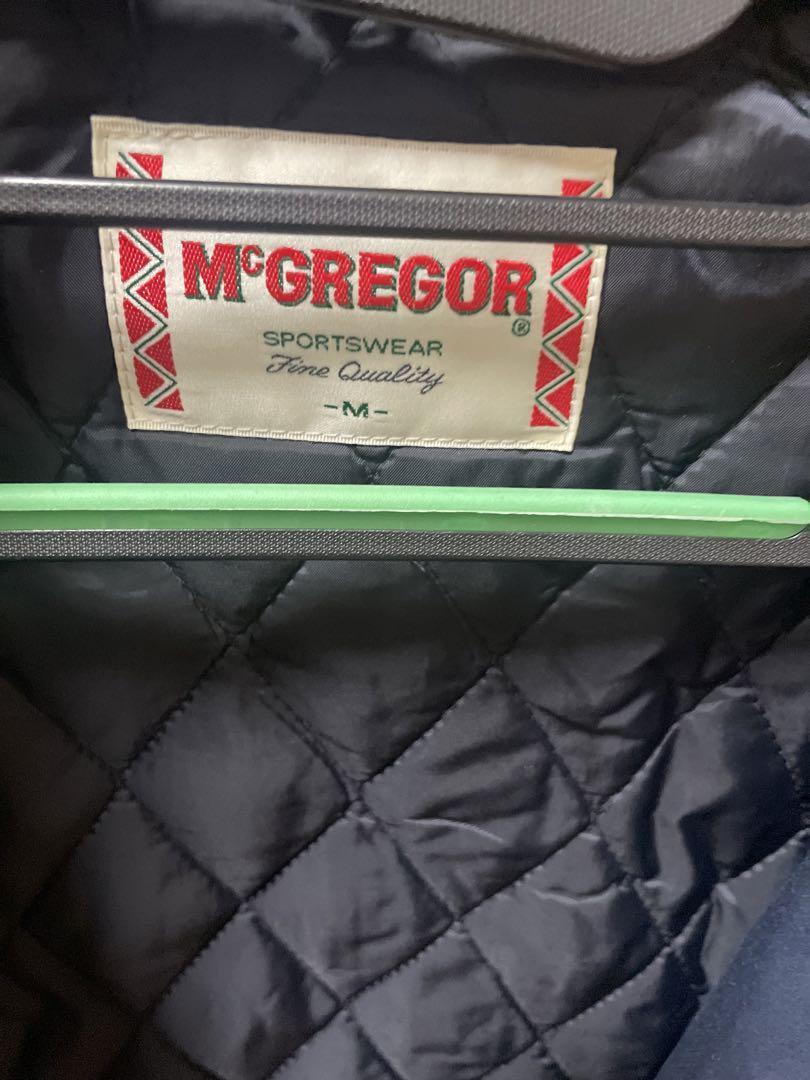 McGREGOR®
SPORTSWEAR
Fine Quality
-M-